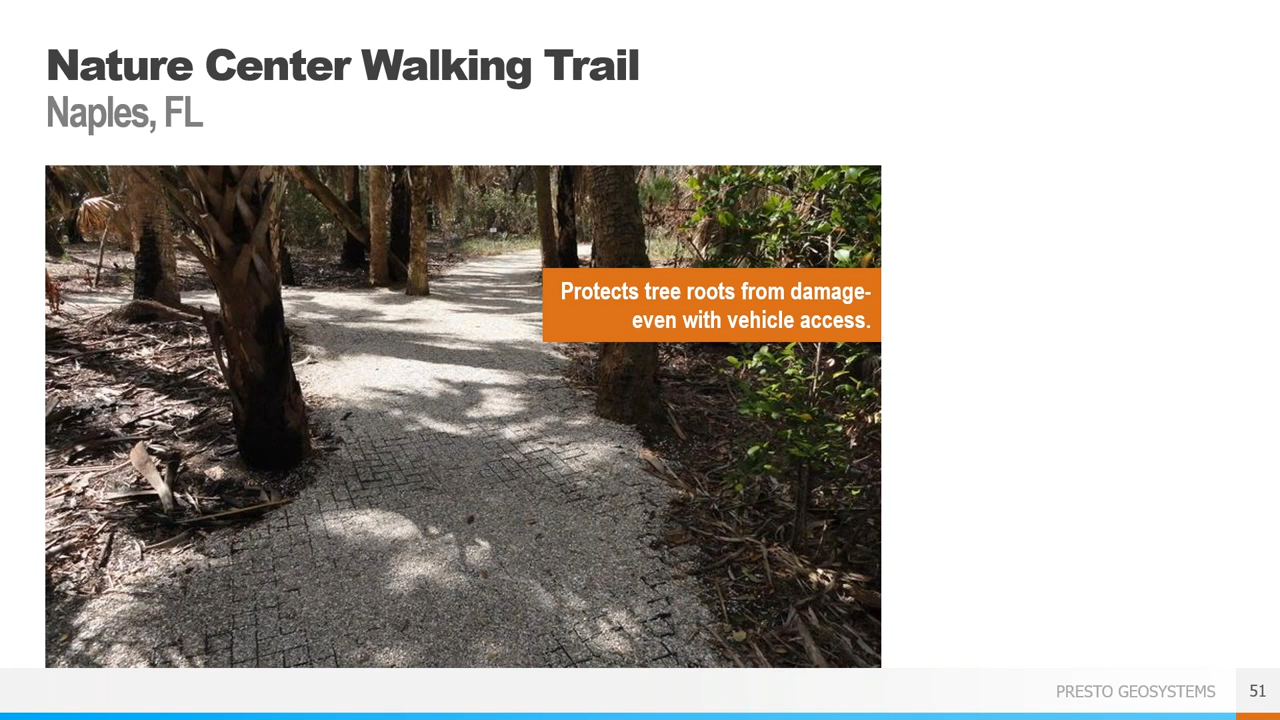 Nature Center Walking Trail
Naples, FL
Protects tree roots from damage-
even with vehicle access.
PRESTO GEOSYSTEMS
51